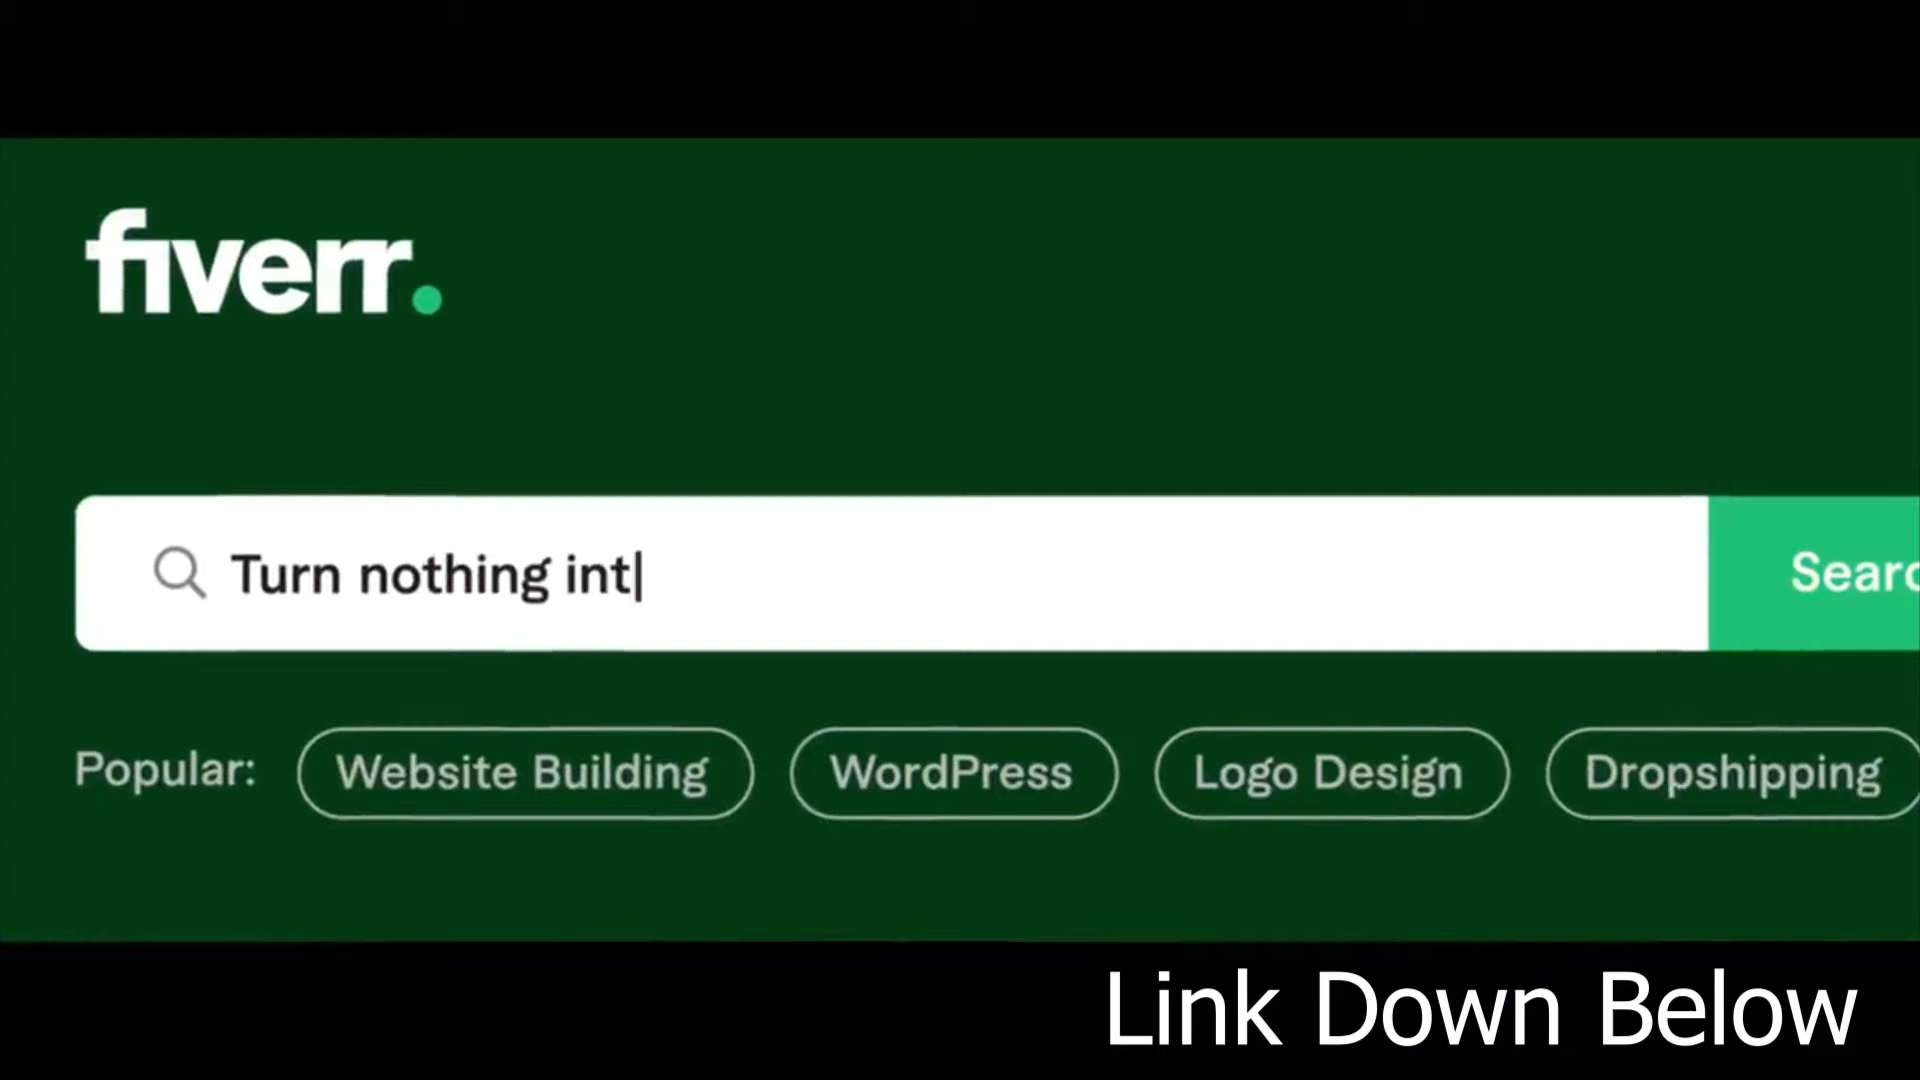 fiverr.
Turn nothing int
Searc
Popular: Website Building WordPress Logo Design Dropshipping
Link Down Below